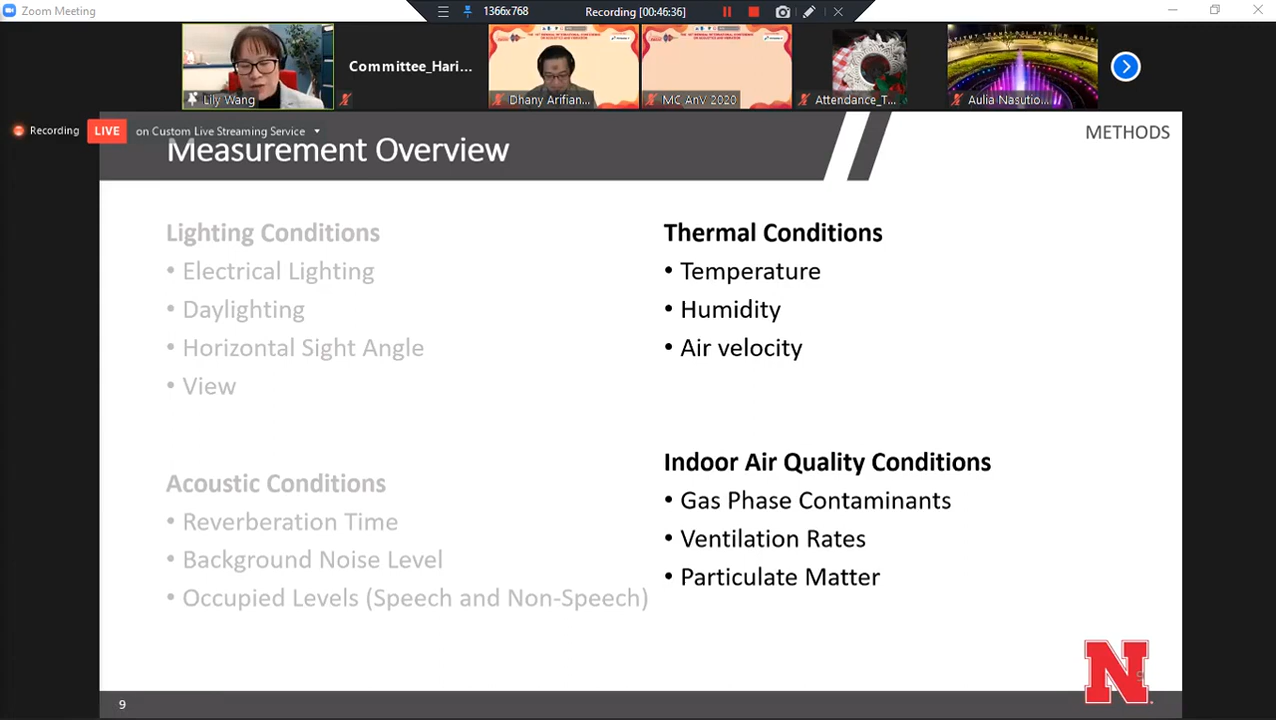 Zoom Meeting
1366x768
Recording [00:46:36]
Lily Wang
Committee_Hari...
Dhany Arifian...
MC AnV 2020
Attendance_T...
Aulia Nasutio...
Recording
LIVE
on Custom Live Streaming Service
METHODS
Measurement Overview
Lighting Conditions
• Electrical Lighting
• Daylighting
• Horizontal Sight Angle
• View
Thermal Conditions
• Temperature
• Humidity
• Air velocity
Acoustic Conditions
• Reverberation Time
• Background Noise Level
• Occupied Levels (Speech and Non-Speech)
Indoor Air Quality Conditions
• Gas Phase Contaminants
• Ventilation Rates
• Particulate Matter
N
9
9